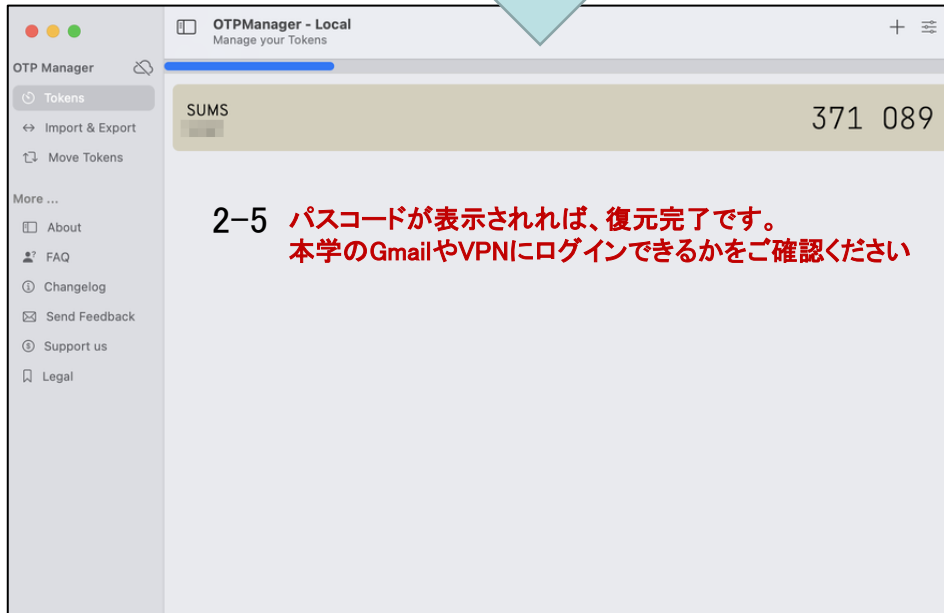 OTPManager - Local
Manage your Tokens
OTP Manager
Tokens
Import & Export
Move Tokens
More ...
About
FAQ
Changelog
Send Feedback
Support us
Legal
SUMS
371 089
2-5 パスコードが表示されれば、復元完了です。
本学のGmailやVPNにログインできるかをご確認ください